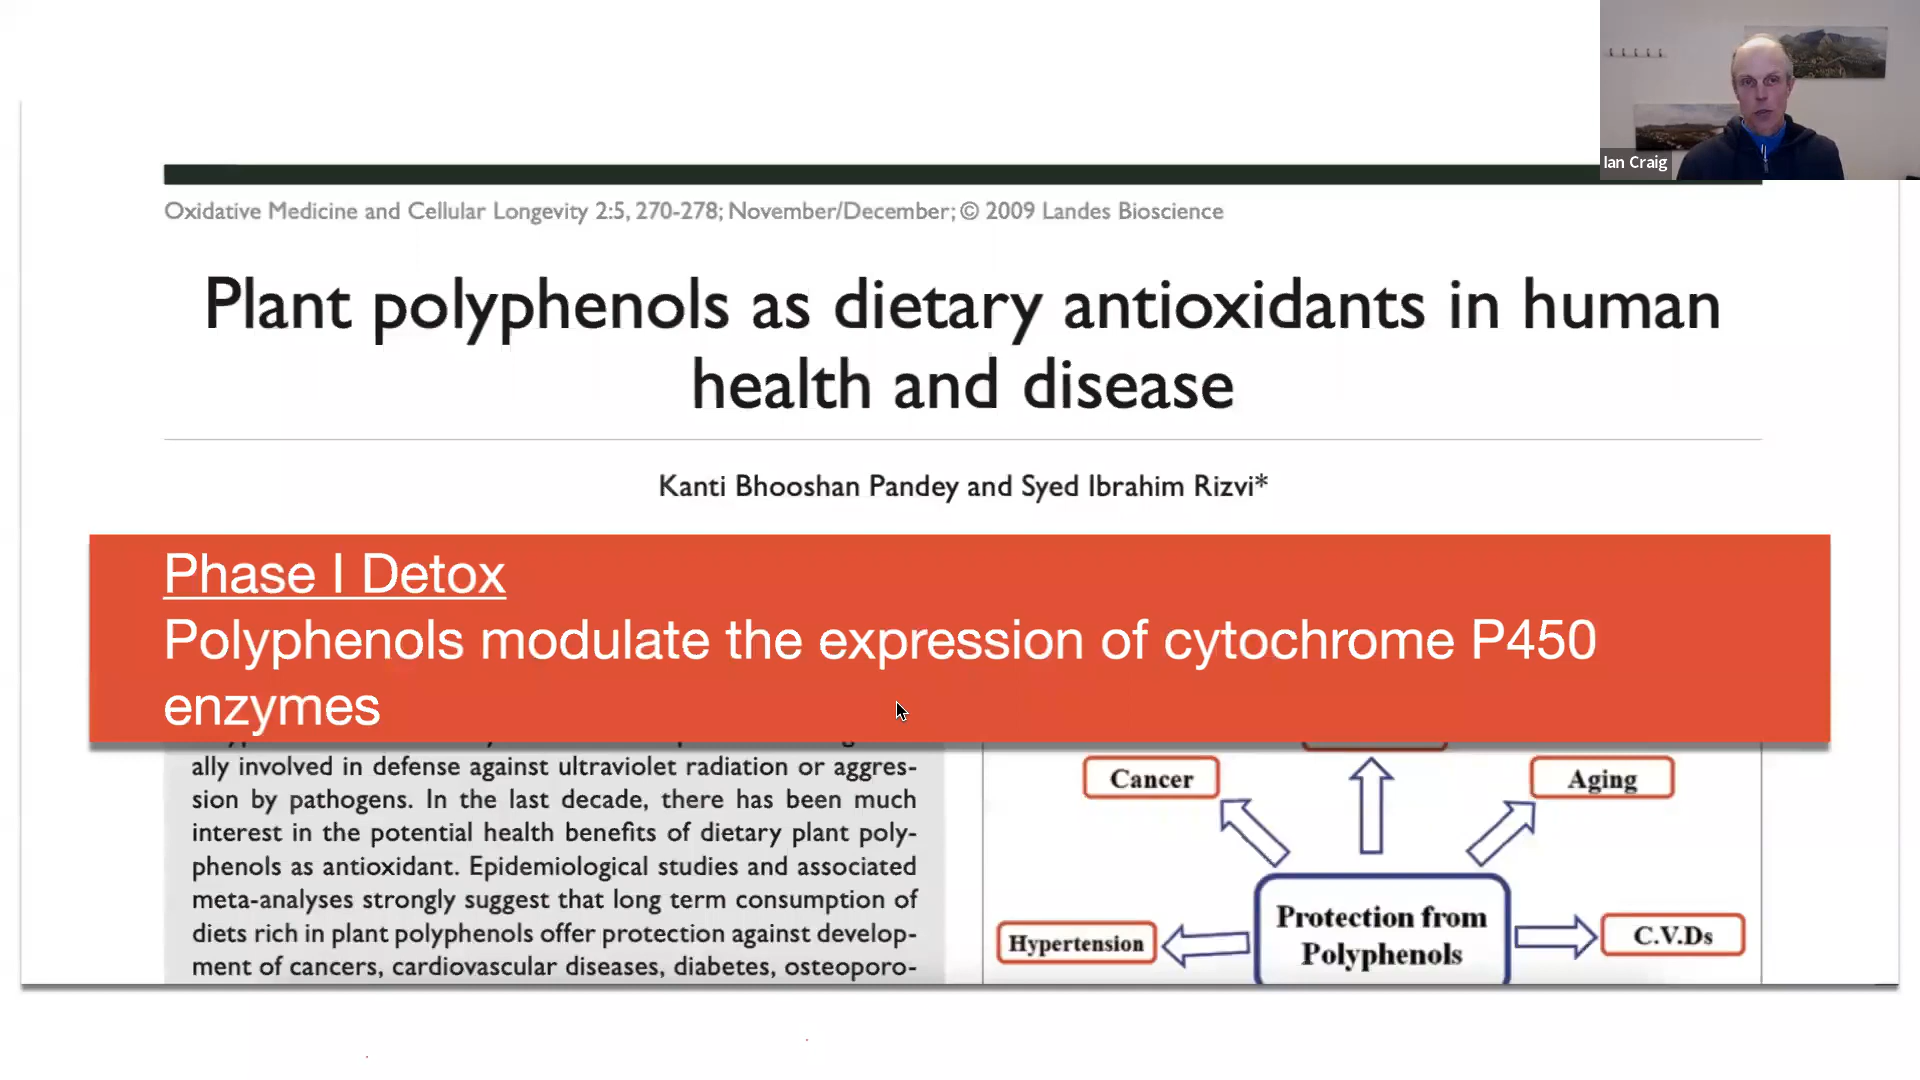 Ian Craig
Oxidative Medicine and Cellular Longevity 2:5, 270-278; November/December; © 2009 Landes Bioscience
Plant polyphenols as dietary antioxidants in human
health and disease
Kanti Bhooshan Pandey and Syed Ibrahim Rizvi*
Phase I Detox
Polyphenols modulate the expression of cytochrome P450
enzymes
ally involved in defense against ultraviolet radiation or aggres-
sion by pathogens. In the last decade, there has been much
interest in the potential health benefits of dietary plant poly-
phenols as antioxidant. Epidemiological studies and associated
meta-analyses strongly suggest that long term consumption of
diets rich in plant polyphenols offer protection against develop-
ment of cancers, cardiovascular diseases, diabetes, osteoporo-
Cancer
Aging
Hypertension
Protection from
Polyphenols
C.V.Ds